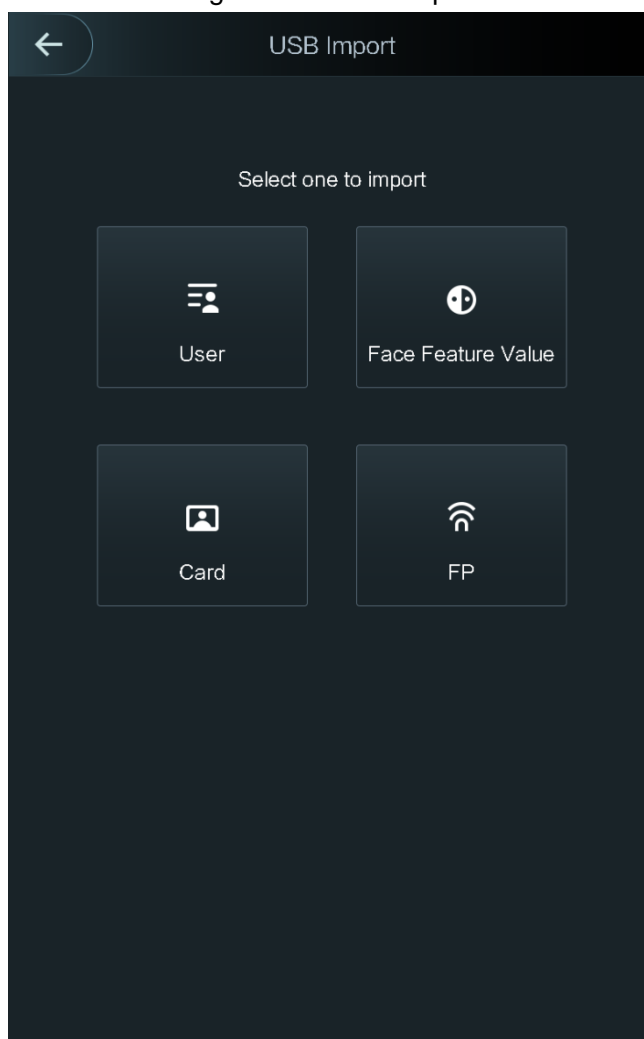 USB Import
Select one to import
User
Face Feature Value
Card
FP